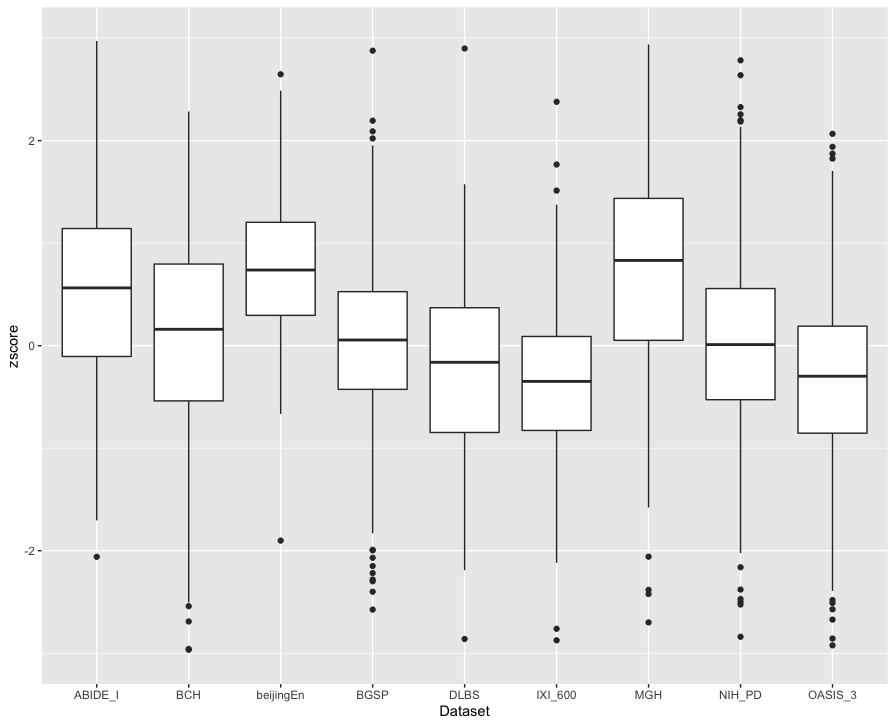 zscore
2
0
-2
ABIDE_I BCH beijingEn BGSP DLBS IXI_600 MGH NIH_PD OASIS_3
Dataset